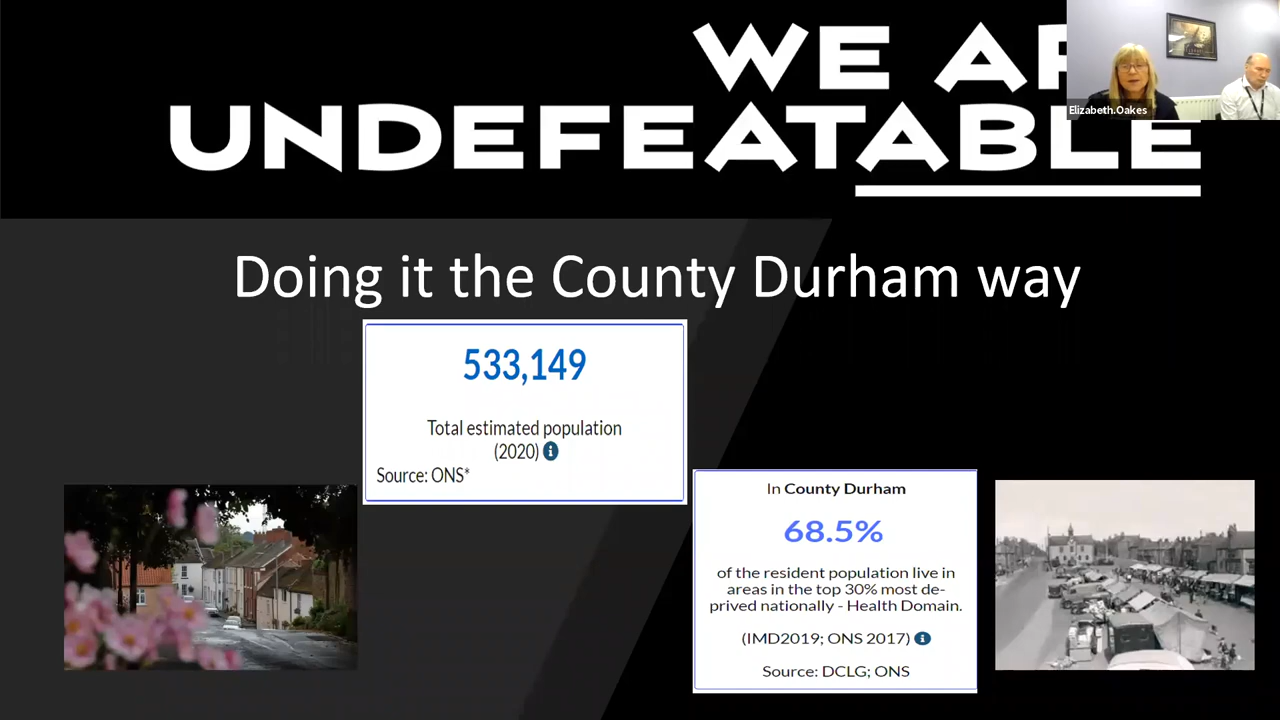 WE AR
UNDEFEATABLE
Elizabeth.Oakes
Doing it the County Durham way
533,149
Total estimated population
(2020)
Source: ONS*
In County Durham
68.5%
of the resident population live in
areas in the top 30% most de-
prived nationally - Health Domain.
(IMD2019; ONS 2017)
Source: DCLG; ONS